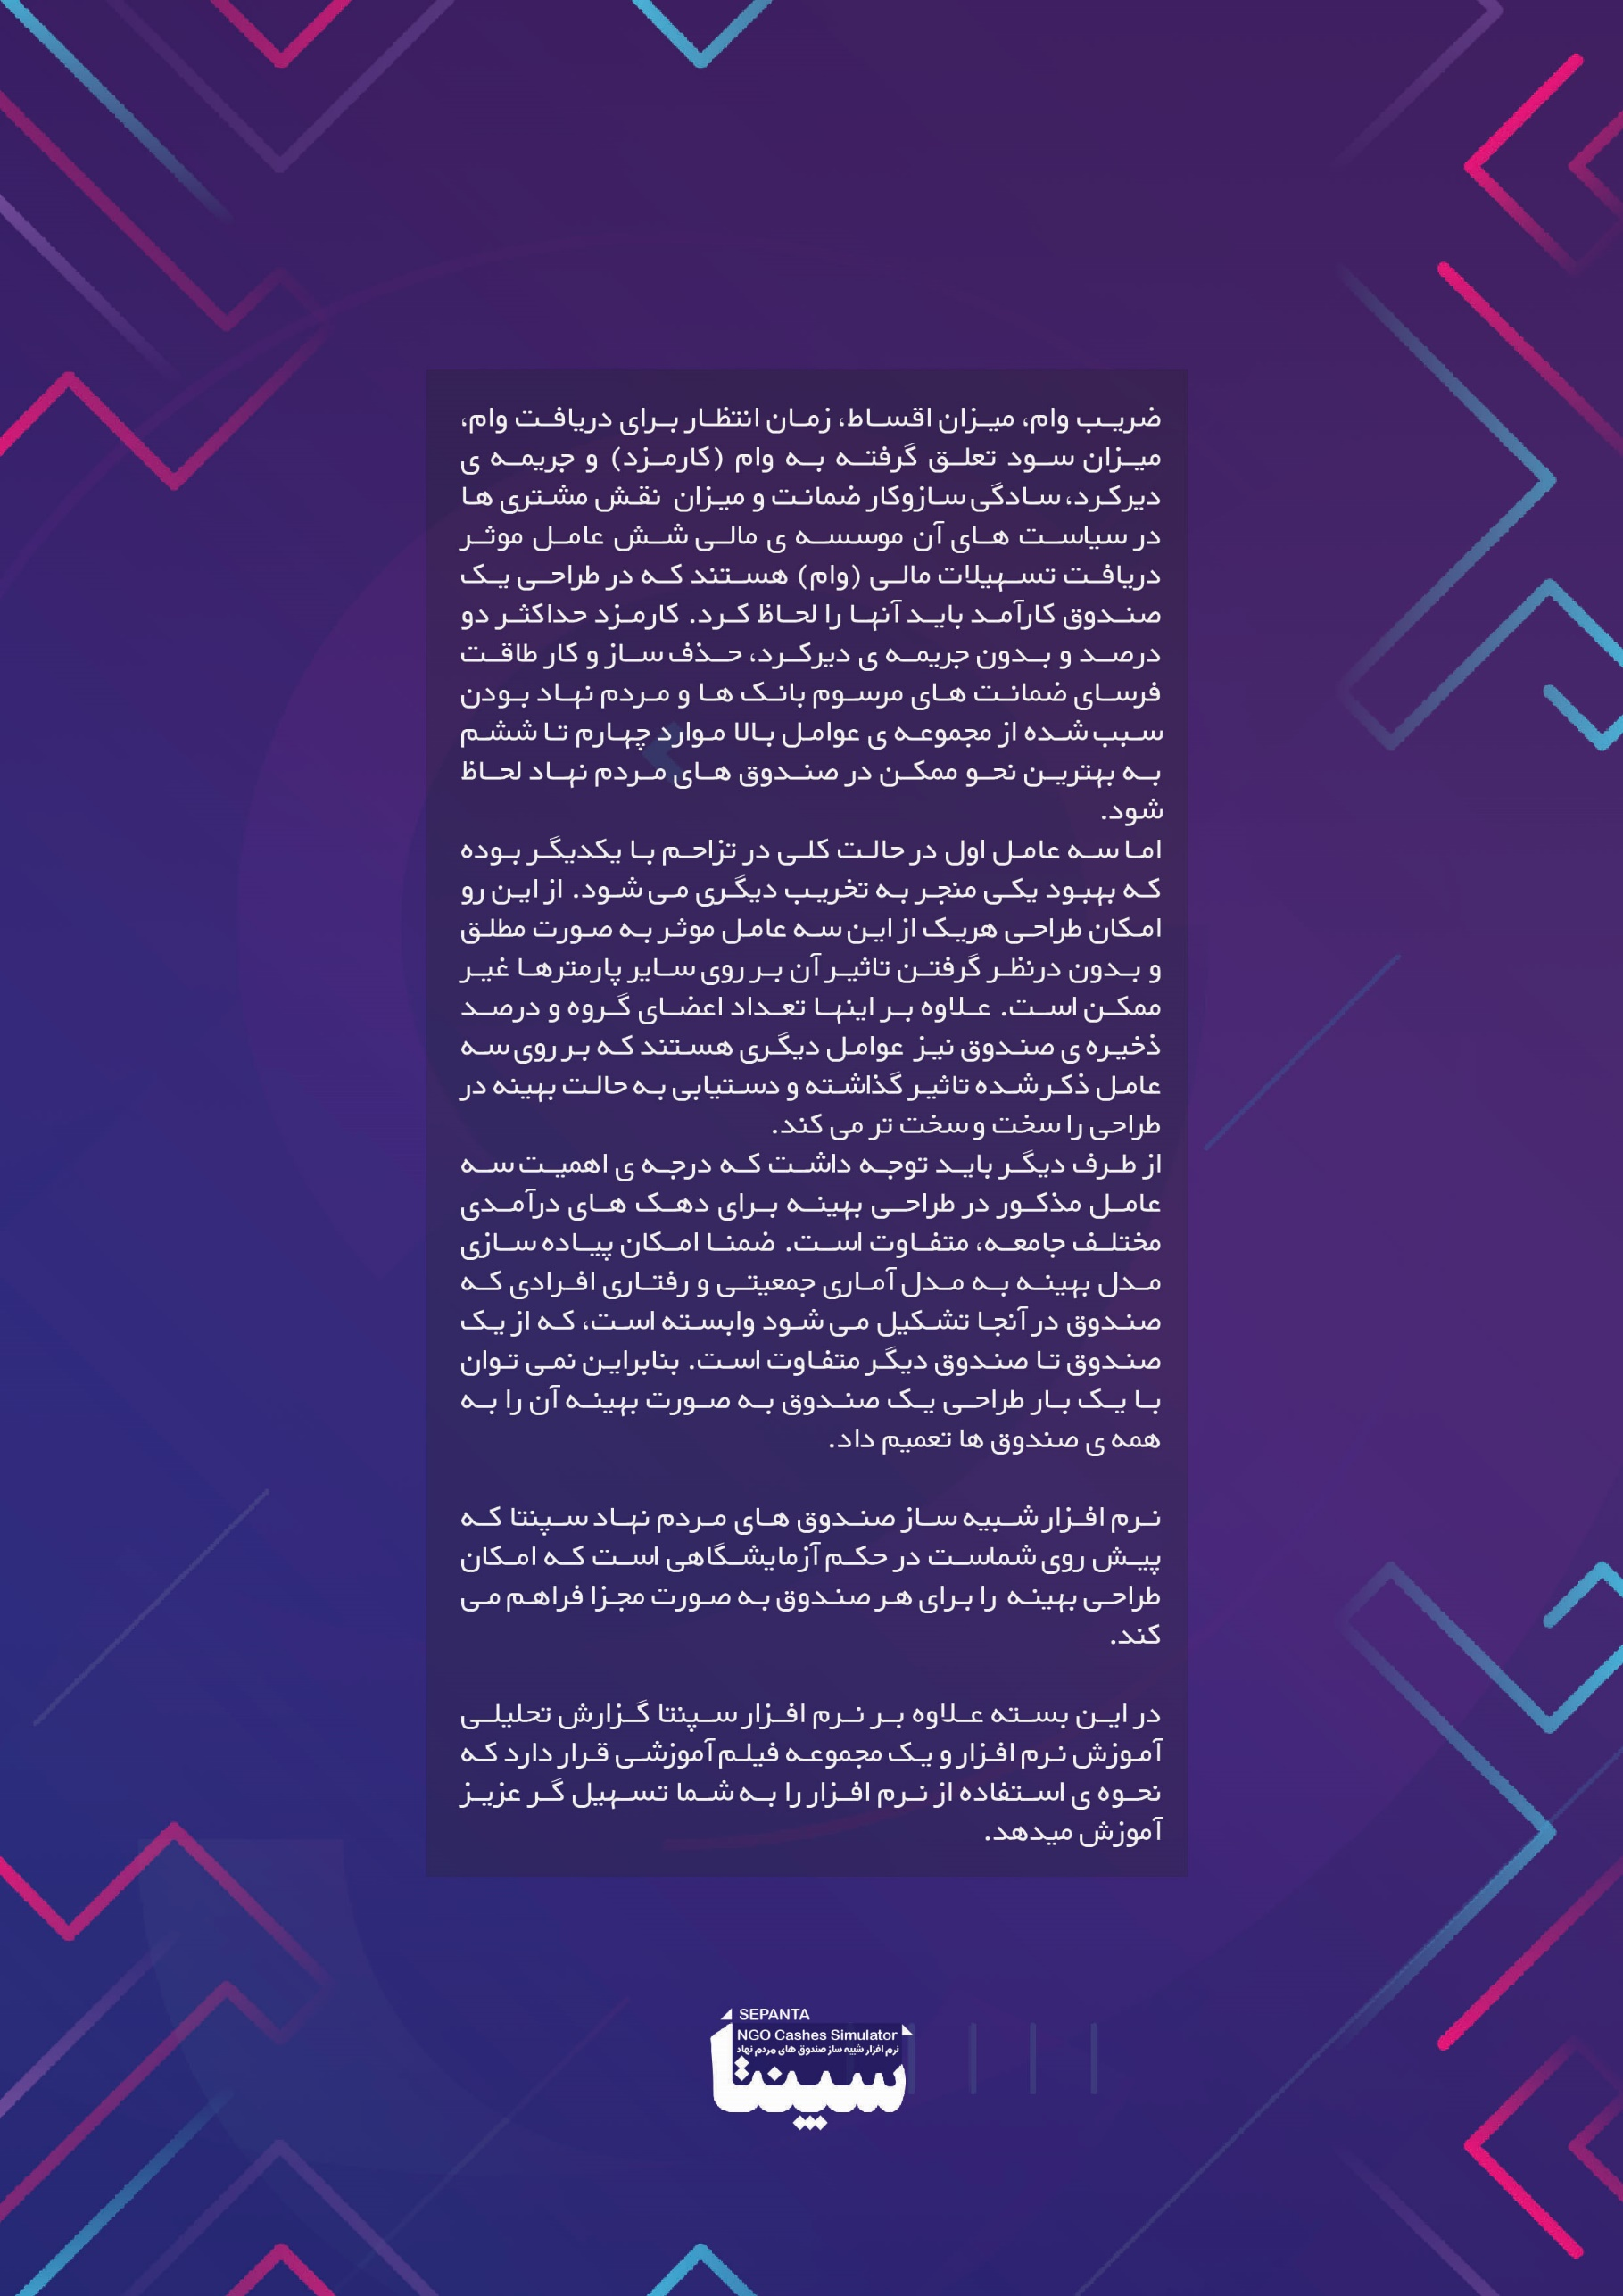 ضریب وام، میزان اقساط، زمان انتظار برای دریافت وام،
میزان سود تعلق گرفته به وام (کارمزد) و جریمه ی
دیرکرد، سادگی سازوکار ضمانت و میزان نقش مشتری ها
در سیاست های آن موسسه ی مالی شش عامل موثر
دریافت تسهیلات مالی (وام) هستند که در طراحی یک
صندوق کارآمد باید آنها را لحاظ کرد. کارمزد حداکثر دو
درصد و بدون جریمه ی دیرکرد، حذف ساز و کار طاقت
فرسای ضمانت های مرسوم بانک ها و مردم نهاد بودن
سبب شده از مجموعه ی عوامل بالا موارد چهارم تا ششم
به بهترین نحو ممکن در صندوق های مردم نهاد لحاظ
شود.
اما سه عامل اول در حالت کلی در تزاحم با یکدیگر بوده
که بهبود یکی منجر به تخریب دیگری می شود. از این رو
امکان طراحی هریک از این سه عامل موثر به صورت مطلق
و بدون درنظر گرفتن تاثیر آن بر روی سایر پارمترها غیر
ممکن است. علاوه بر اینها تعداد اعضای گروه و درصد
ذخیره ی صندوق نیز عوامل دیگری هستند که بر روی سه
عامل ذکر شده تاثیر گذاشته و دستیابی به حالت بهینه در
طراحی را سخت و سخت تر می کند.
از طرف دیگر باید توجه داشت که درجه ی اهمیت سه
عامل مذکور در طراحی بهینه برای دهک های درآمدی
مختلف جامعه، متفاوت است. ضمنا امکان پیاده سازی
مدل بهینه به مدل آماری جمعیتی و رفتاری افرادی که
صندوق در آنجا تشکیل می شود وابسته است، که از یک
صندوق تا صندوق دیگر متفاوت است. بنابراین نمی توان
با یک بار طراحی یک صندوق به صورت بهینه آن را به
همه ی صندوق ها تعمیم داد.
نرم افزار شبیه ساز صندوق های مردم نهاد سپنتا که
پیش روی شماست در حکم آزمایشگاهی است که امکان
طراحی بهینه را برای هر صندوق به صورت مجزا فراهم می
کند.
در این بسته علاوه بر نرم افزار سپنتا گزارش تحلیلی
آموزش نرم افزار و یک مجموعه فیلم آموزشی قرار دارد که
نحوه ی استفاده از نرم افزار را به شما تسهیل گر عزیز
آموزش میدهد.
SEPANTA
NGO Cashes Simulator
نرم افزار شبیه ساز صندوق های مردم نهاد
سپنتا